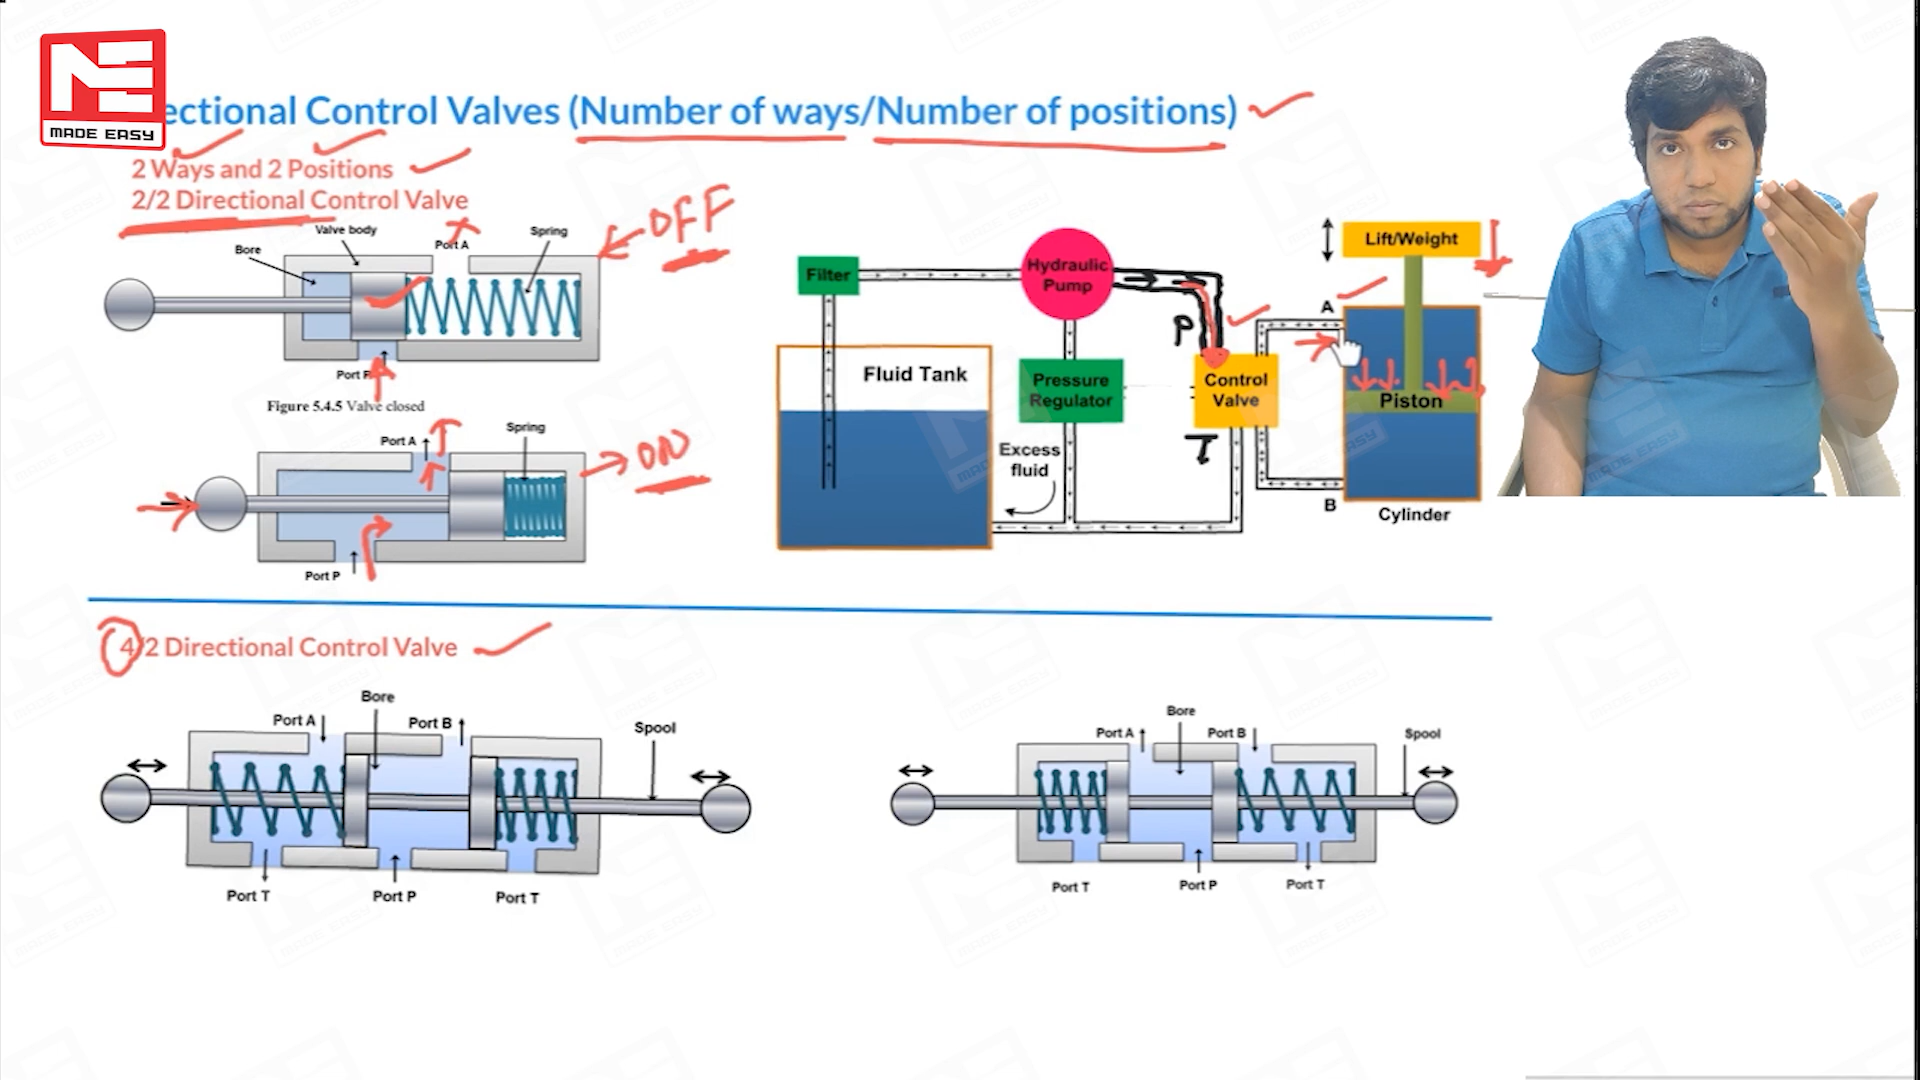 MADE EASY
ectional Control Valves (Number of ways/Number of positions)
2 Ways and 2 Positions
2/2 Directional Control Valve
Valve body
Port A
Spring
Bore
OFF
Port P
Figure 5.4.5 Valve closed
Port A
Spring
ON
Port P
Filter
Hydraulic
Pump
Lift/Weight
P
A
Fluid Tank
Pressure
Regulator
Control
Valve
Piston
T
Excess
fluid
B
Cylinder
4/2 Directional Control Valve
Bore
Port A
Port B
Spool
Port T
Port P
Port T
Bore
Port A
Port B
Spool
Port T
Port P
Port T